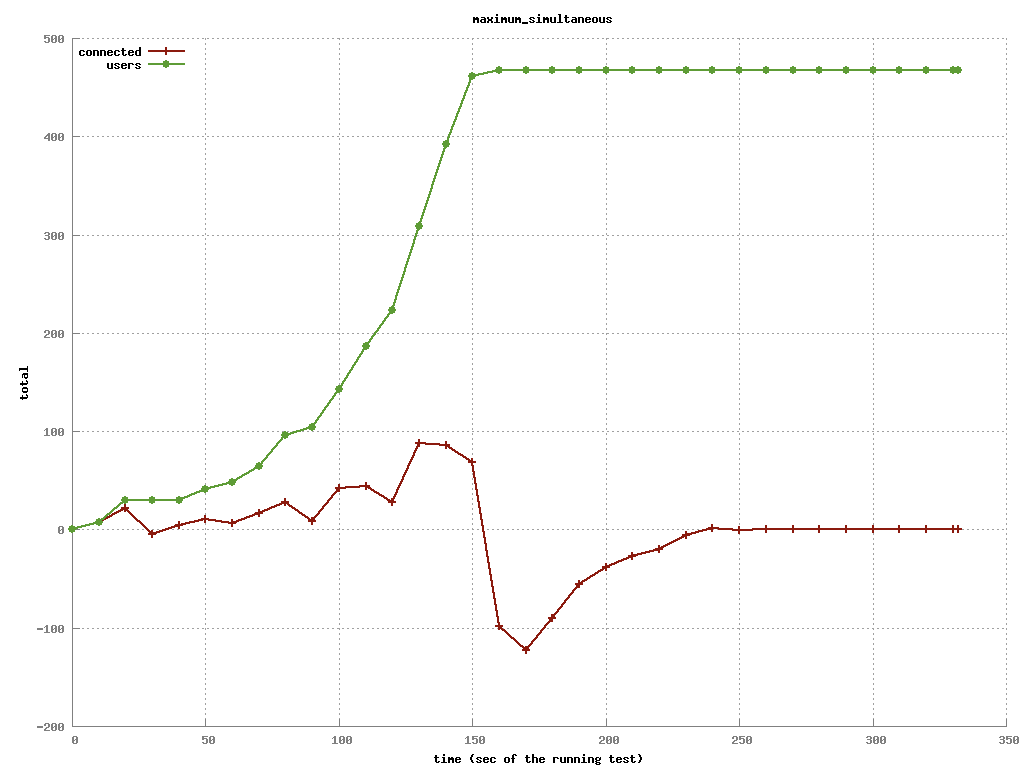 maximum_simultaneous
connected
users
500
400
300
200
100
0
-100
-200
total
0 50 100 150 200 250 300 350
time (sec of the running test)